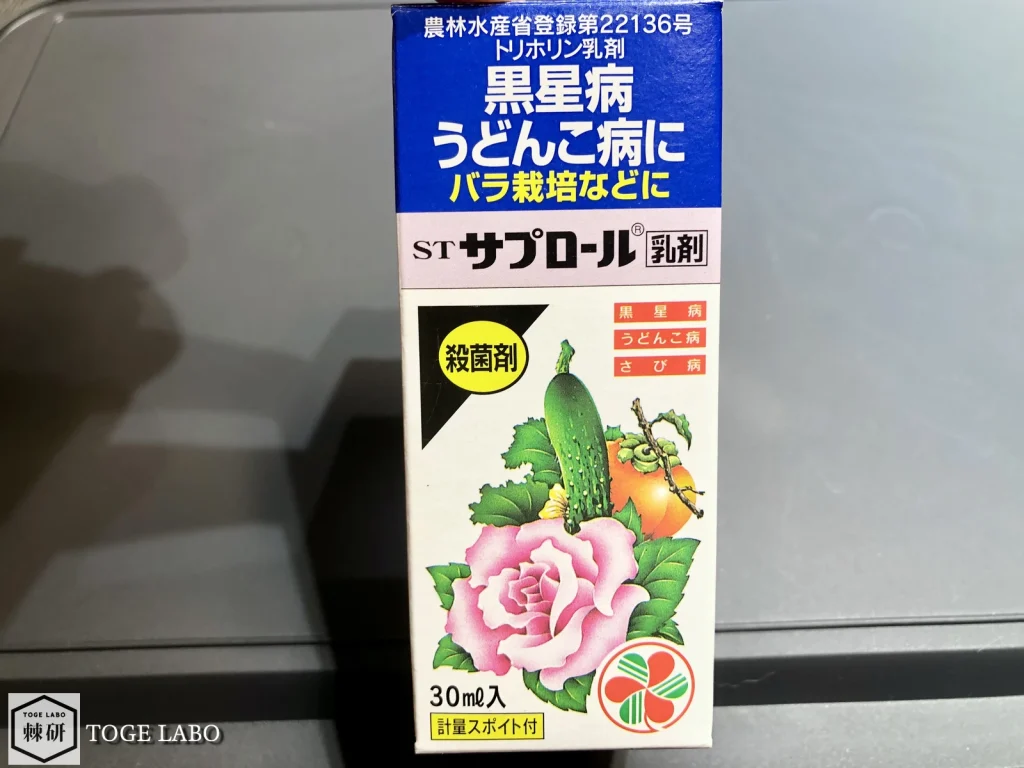 農林水産省登録第22136号
トリホリン乳剤
黒星病
うどんこ病に
バラ栽培などに
STサプロール® 乳剤
殺菌剤
黒星病
うどんこ病
さび病
30mℓ入
計量スポイト付
TOGE LABO
棘研
TOGE LABO